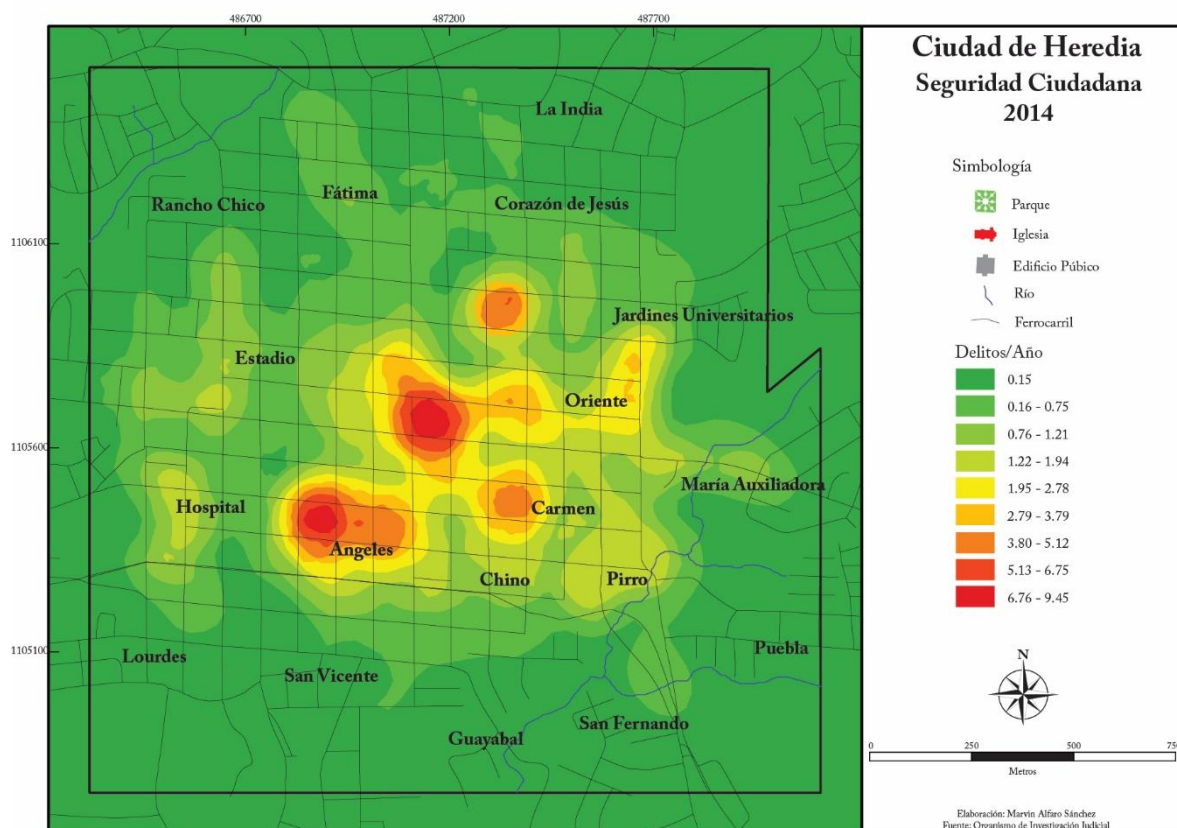 486700
487200
487700
1106100
1105600
1105100
La India
Fátima
Rancho Chico
Corazón de Jesús
Jardines Universitarios
Estadio
Oriente
María Auxiliadora
Hospital
Carmen
Angeles
Chino
Pirro
Lourdes
San Vicente
Puebla
San Fernando
Guayabal
Ciudad de Heredia
Seguridad Ciudadana
2014
Simbología
Parque
Iglesia
Edificio Púbico
Río
Ferrocarril
Delitos/Año
0.15
0.16 - 0.75
0.76 - 1.21
1.22 - 1.94
1.95 - 2.78
2.79 - 3.79
3.80 - 5.12
5.13 - 6.75
6.76 - 9.45
N
0 250 500 750
Metros
Elaboración: Marvin Alfaro Sánchez
Fuente: Organismo de Investigación Judicial